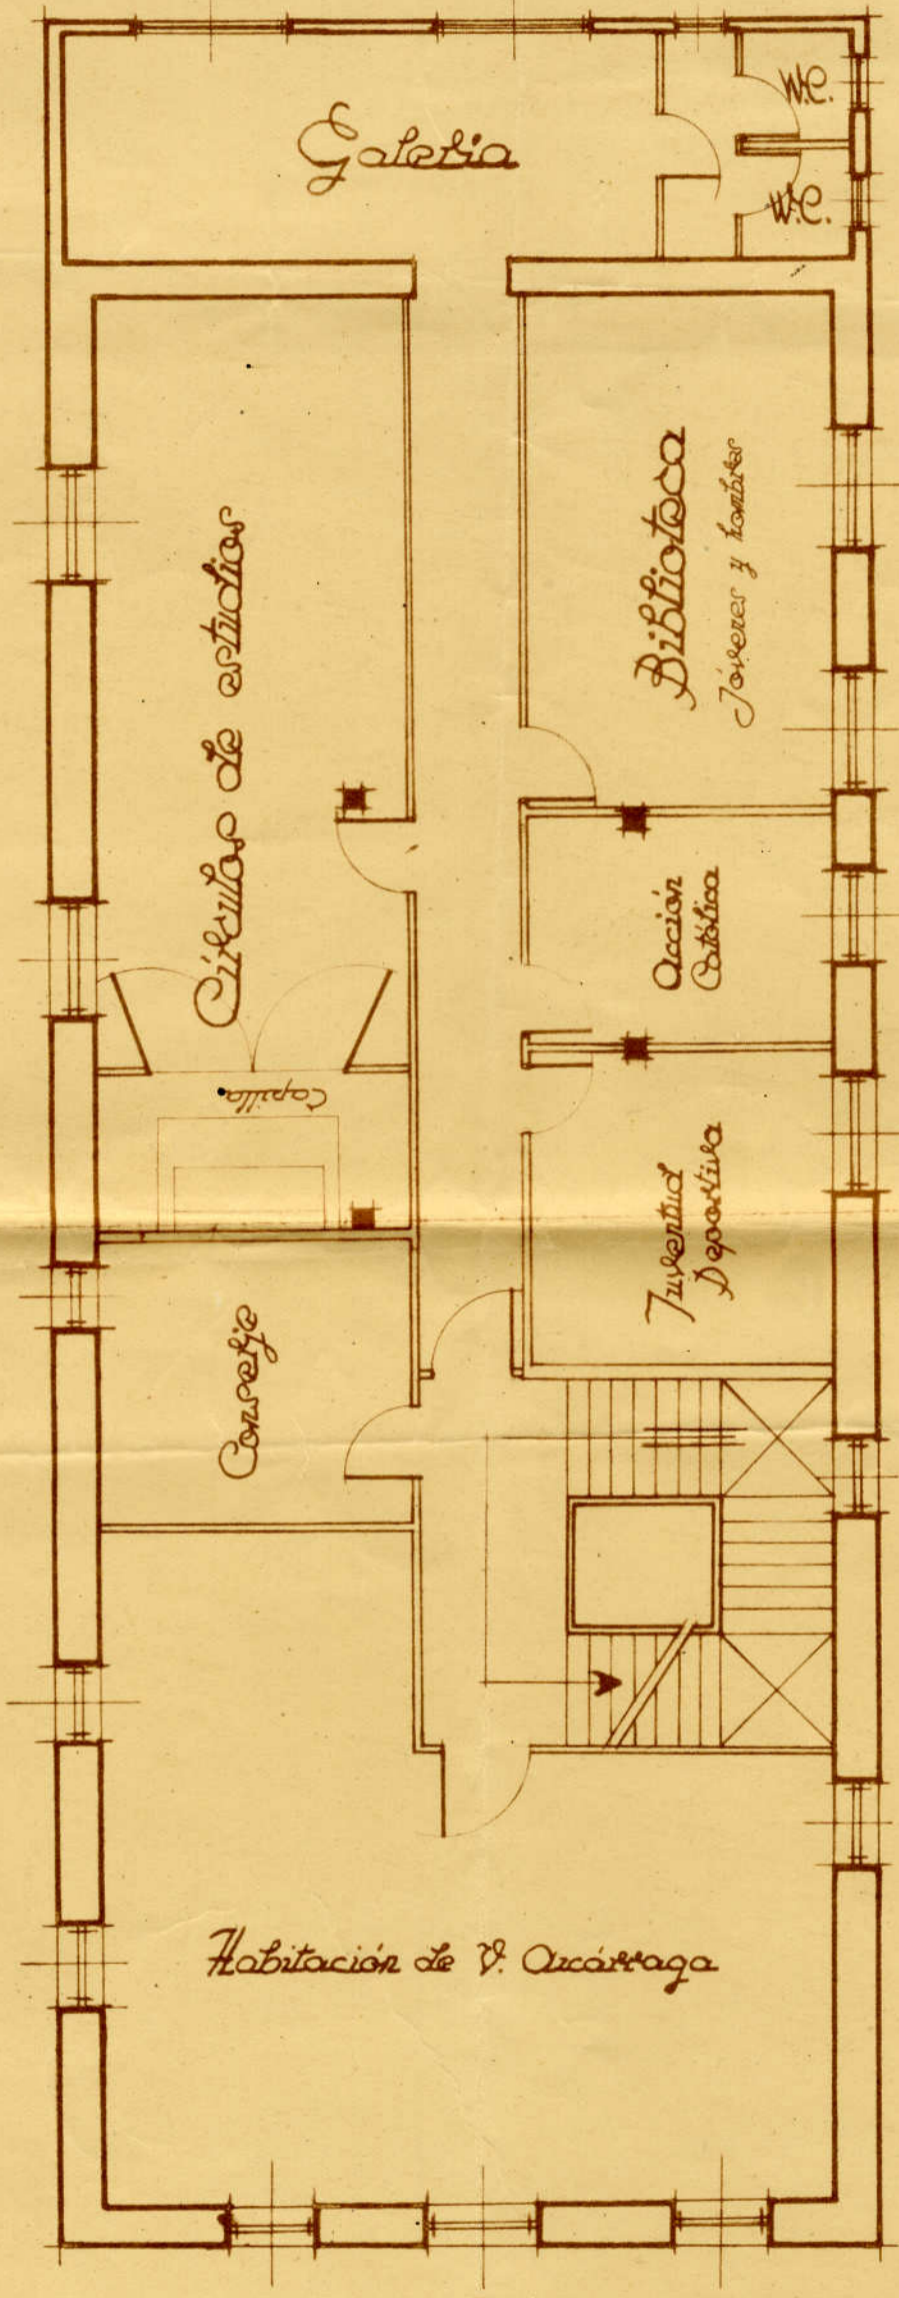 Galería
W.C.
W.C.
Círculos de estudios
Biblioteca
Jóvenes y hombres
Acción
Católica
Capilla
Juventud
Deportiva
Conserje
Habitación de V. Azcárraga